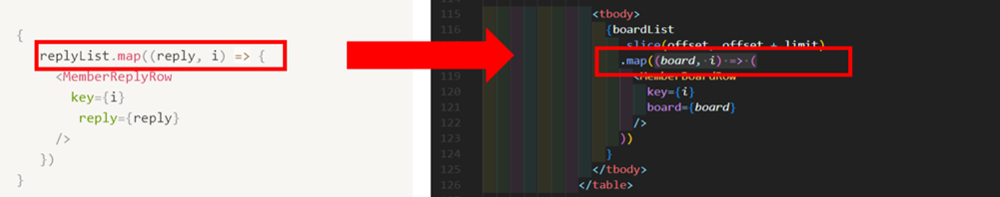 {
replyList.map((reply, i) => {
<MemberReplyRow
key={i}
reply={reply}
/>
})
}
115 <tbody>
116 {boardList
.slice(offset, offset + limit)
.map((board, i) => (
119 <MemberBoardRow
120 key={i}
121 board={board}
122 />
123 ))
124 }
125 </tbody>
126 </table>